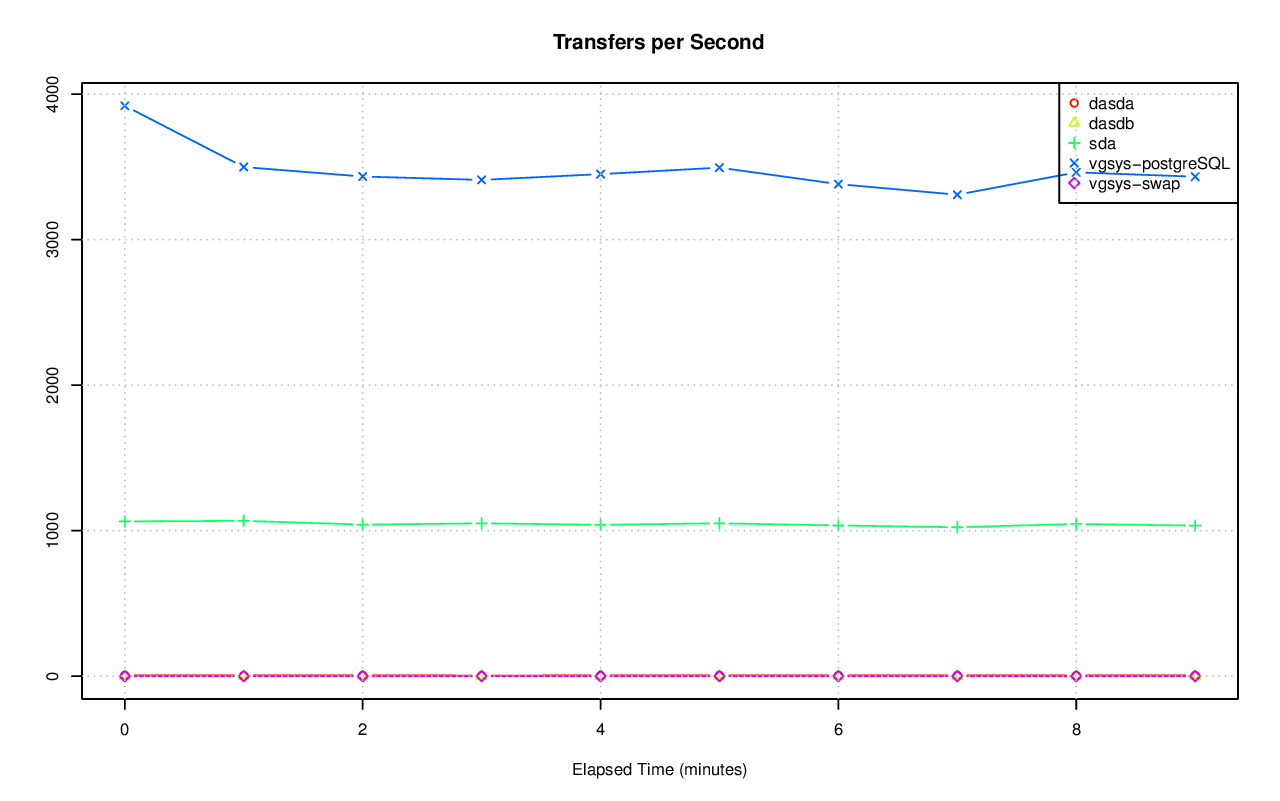 Transfers per Second
4000
3000
2000
1000
0
dasda
dasdb
sda
vgsys−postgreSQL
vgsys−swap
0 2 4 6 8
Elapsed Time (minutes)